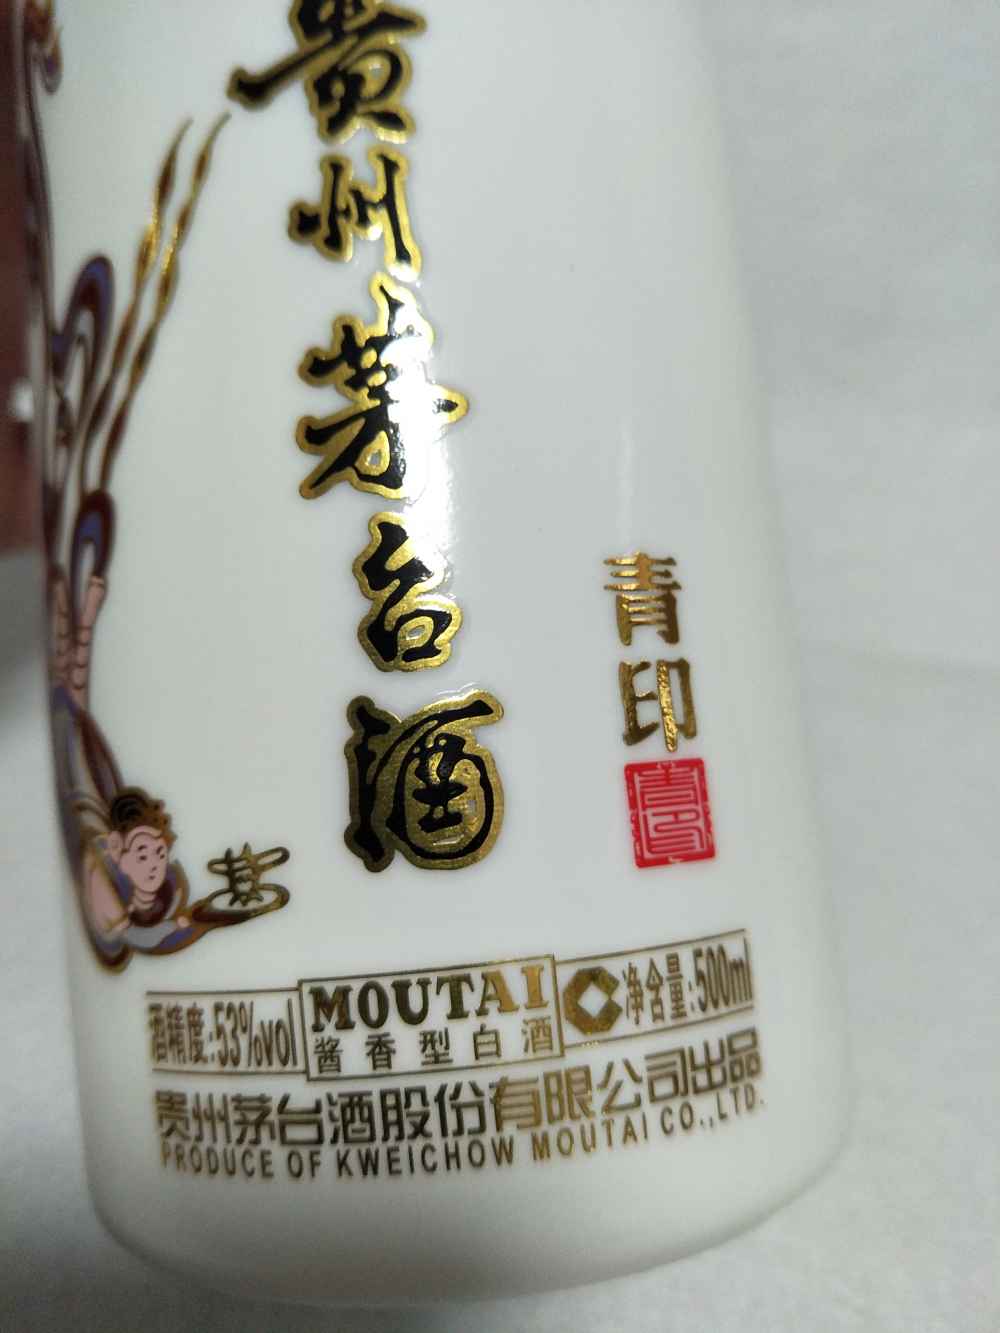 贵州茅台酒
青印
酒精度:53%vol
MOUTAI
酱香型白酒
净含量:500ml
贵州茅台酒股份有限公司出品
PRODUCE OF KWEICHOW MOUTAI CO.,LTD.